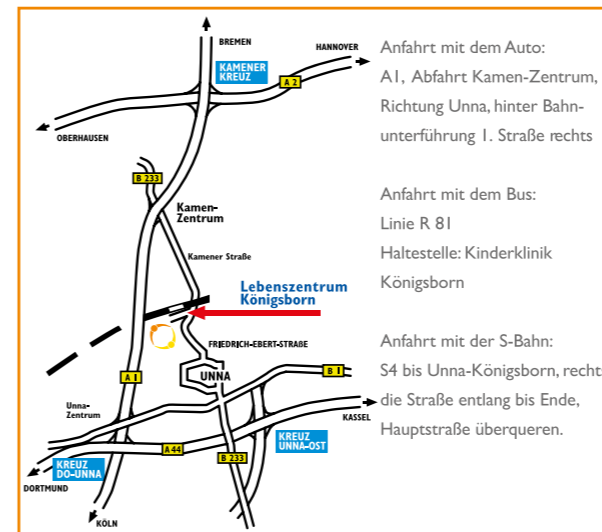 BREMEN
HANNOVER
KAMENER
KREUZ
A 2
OBERHAUSEN
B 233
Kamen-
Zentrum
Kamener Straße
Lebenszentrum
Königsborn
FRIEDRICH-EBERT-STRAßE
UNNA
A 1
B 1
Unna-
Zentrum
KASSEL
A 44
KREUZ
UNNA-OST
KREUZ
DO-UNNA
B 233
DORTMUND
KÖLN
Anfahrt mit dem Auto:
A1, Abfahrt Kamen-Zentrum,
Richtung Unna, hinter Bahn-
unterführung 1. Straße rechts
Anfahrt mit dem Bus:
Linie R 81
Haltestelle: Kinderklinik
Königsborn
Anfahrt mit der S-Bahn:
S4 bis Unna-Königsborn, rechts
die Straße entlang bis Ende,
Hauptstraße überqueren.